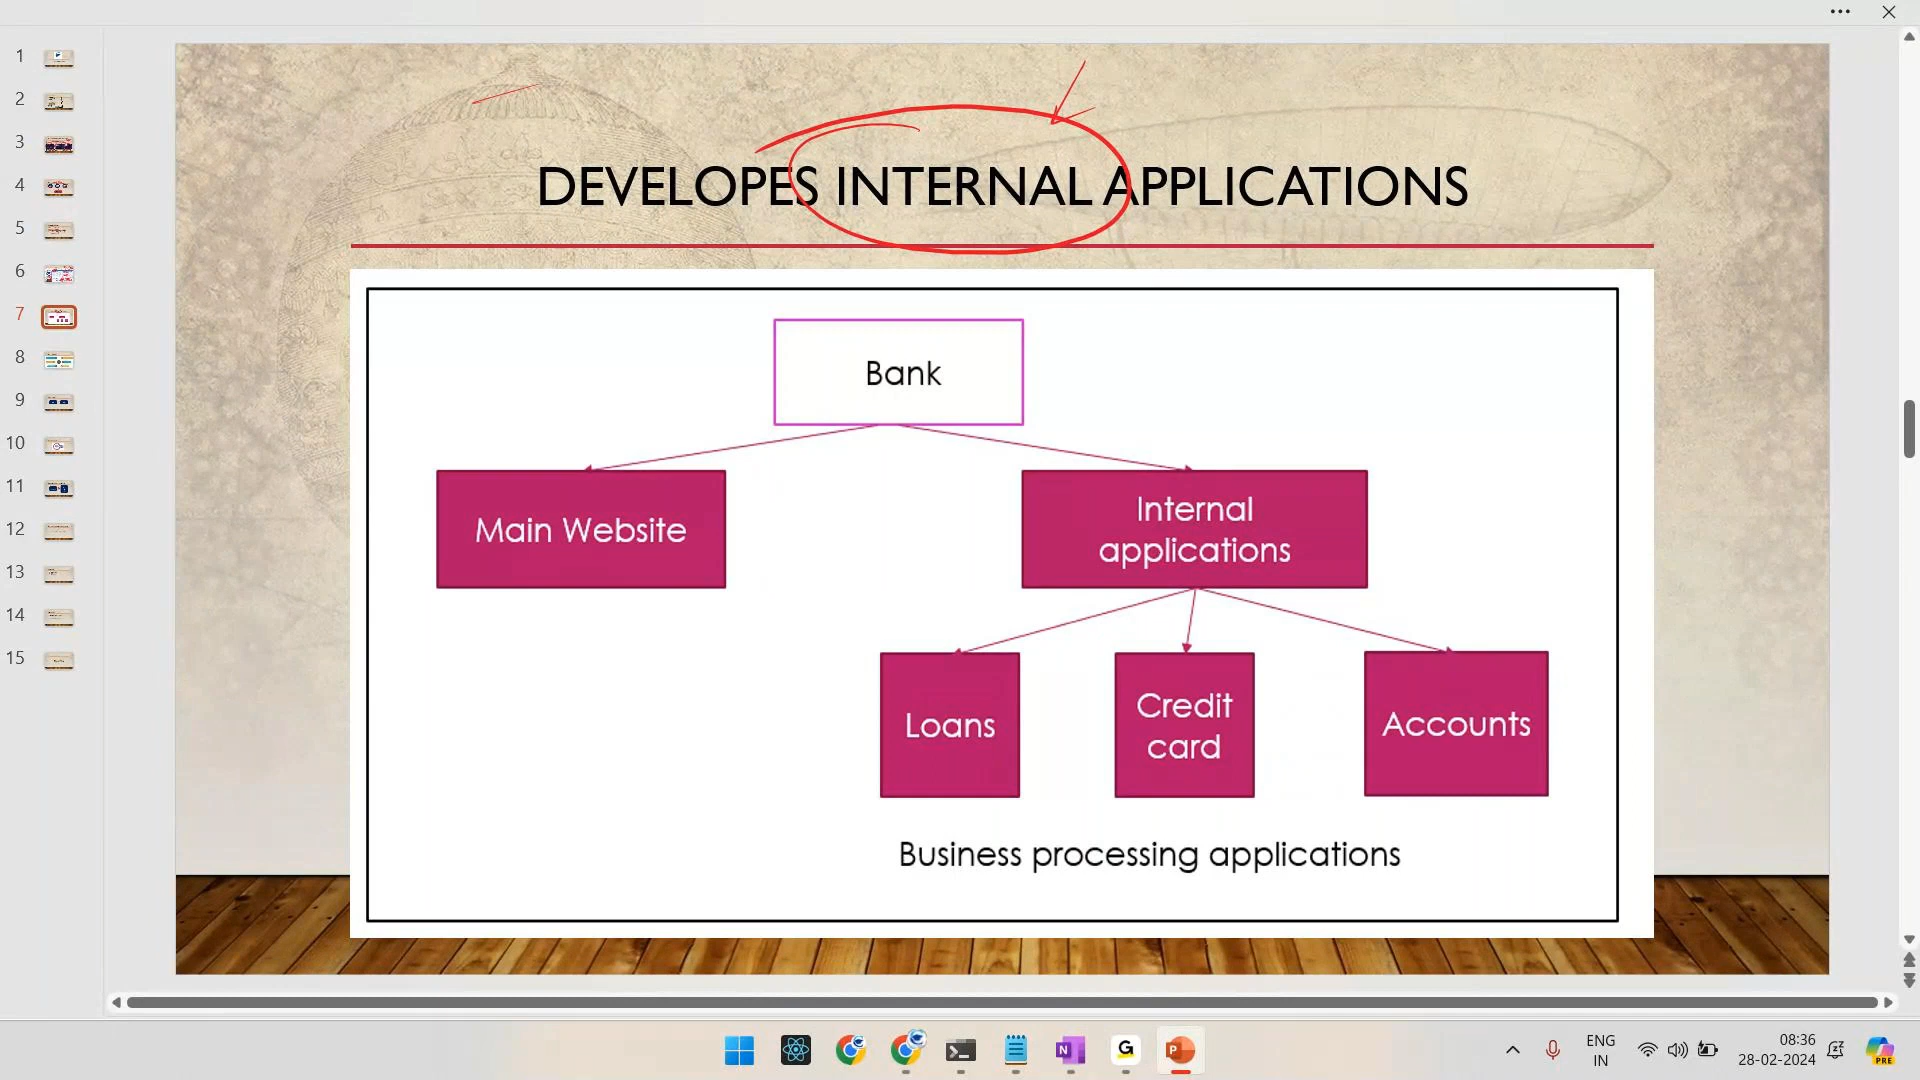 1
2
3
4
5
6
7
8
9
10
11
12
13
14
15
DEVELOPES INTERNAL APPLICATIONS
Bank
Main Website
Internal
applications
Loans
Credit
card
Accounts
Business processing applications
ENG
IN
08:36
28-02-2024
PRE